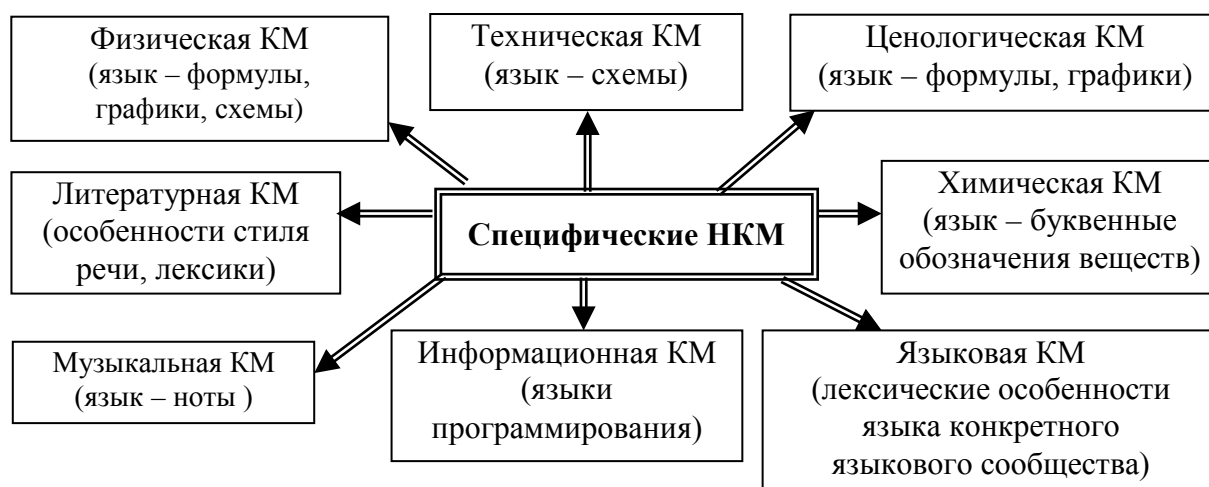 Физическая КМ
(язык – формулы,
графики, схемы)
Техническая КМ
(язык – схемы)
Ценологическая КМ
(язык – формулы, графики)
Литературная КМ
(особенности стиля
речи, лексики)
Специфические НКМ
Химическая КМ
(язык – буквенные
обозначения веществ)
Музыкальная КМ
(язык – ноты )
Информационная КМ
(языки
программирования)
Языковая КМ
(лексические особенности
языка конкретного
языкового сообщества)